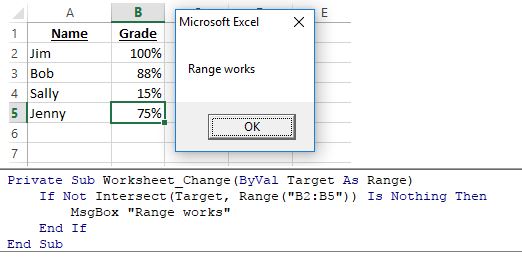 A B E
1 Name Grade
2 Jim 100%
3 Bob 88%
4 Sally 15%
5 Jenny 75%
6
7
Microsoft Excel
Range works
OK
Private Sub Worksheet_Change(ByVal Target As Range)
If Not Intersect(Target, Range("B2:B5")) Is Nothing Then
MsgBox "Range works"
End If
End Sub